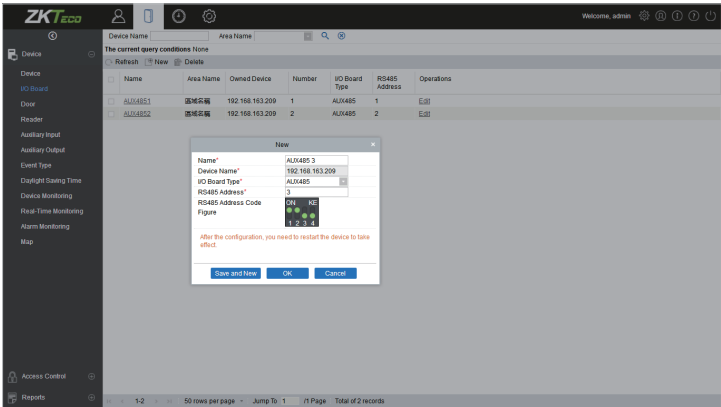 ZKTeco
Welcome, admin
Device Name
Area Name
The current query conditions None
Refresh New Delete
Device
Device
I/O Board
Door
Reader
Auxiliary Input
Auxiliary Output
Event Type
Daylight Saving Time
Device Monitoring
Real-Time Monitoring
Alarm Monitoring
Map
Access Control
Reports
Name Area Name Owned Device Number I/O Board Type RS485 Address Operations
AUX4851 區域名稱 192.168.163.209 1 AUX485 1 Edit
AUX4852 區域名稱 192.168.163.209 2 AUX485 2 Edit
New
Name* AUX485 3
Device Name* 192.168.163.209
I/O Board Type* AUX485
RS485 Address* 3
RS485 Address Code Figure
ON KE
1 2 3 4
After the configuration, you need to restart the device to take
effect.
Save and New OK Cancel
1-2 50 rows per page Jump To 1 /1 Page Total of 2 records